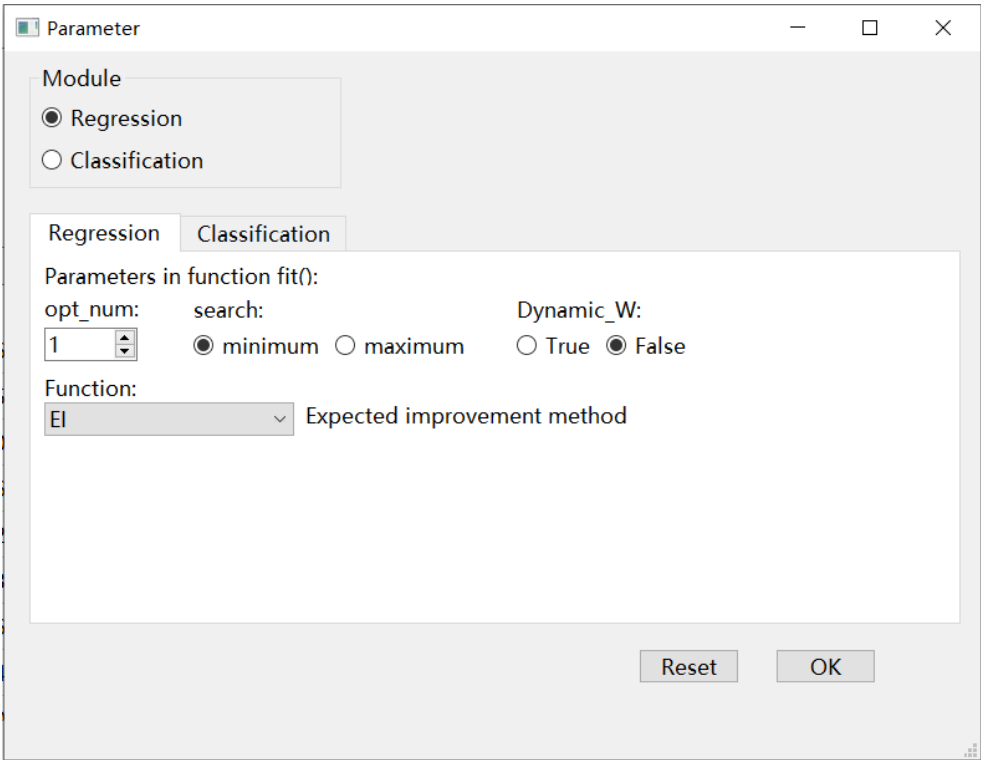 Parameter
Module
Regression
Classification
Regression Classification
Parameters in function fit():
opt_num: search: Dynamic_W:
1 minimum maximum True False
Function:
EI Expected improvement method
Reset OK